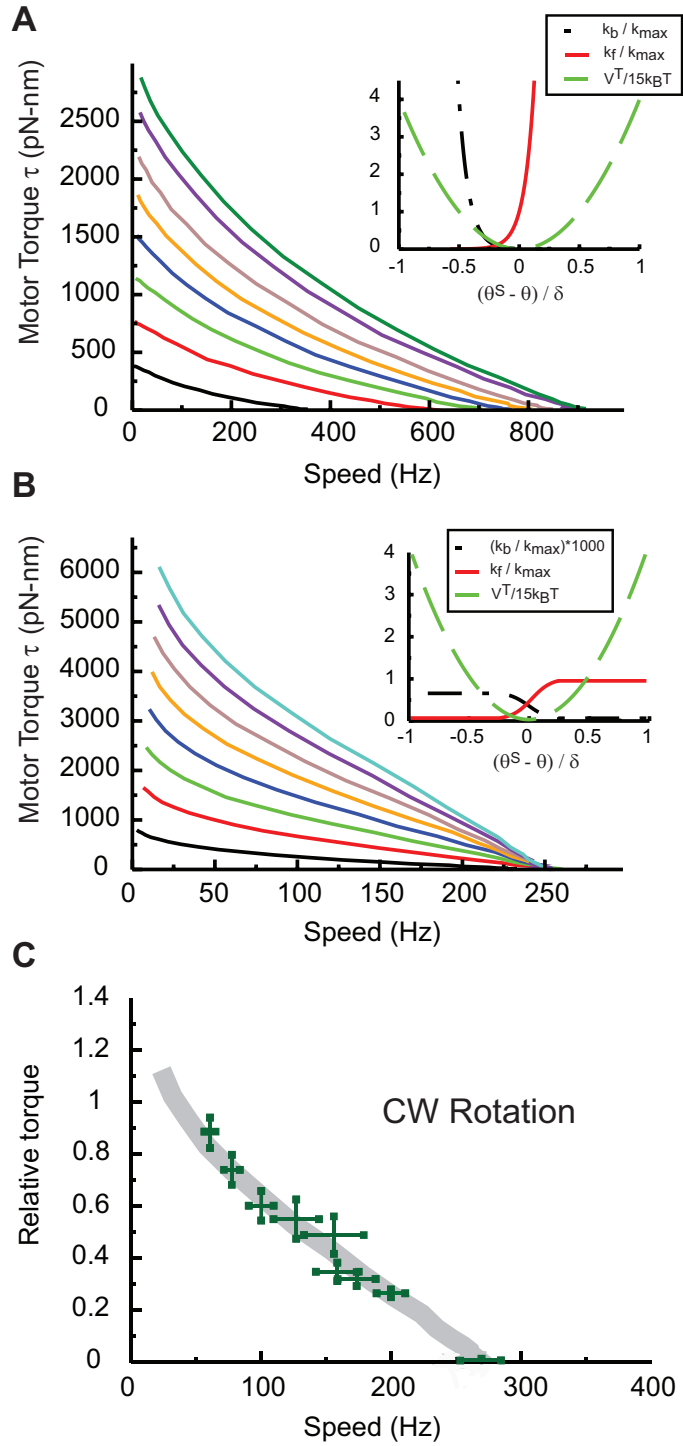 A
k_b / k_max
k_f / k_max
V^T/15k_BT
Motor Torque τ (pN-nm)
2500
2000
1500
1000
500
0
4
3
2
1
0
-1 -0.5 0 0.5 1
(θ^S - θ) / δ
0 200 400 600 800
Speed (Hz)
B
(k_b / k_max)*1000
k_f / k_max
V^T/15k_BT
Motor Torque τ (pN-nm)
6000
5000
4000
3000
2000
1000
0
4
3
2
1
0
-1 -0.5 0 0.5 1
(θ^S - θ) / δ
0 50 100 150 200 250
Speed (Hz)
C
Relative torque
1.4
1.2
1
0.8
0.6
0.4
0.2
0
CW Rotation
0 100 200 300 400
Speed (Hz)